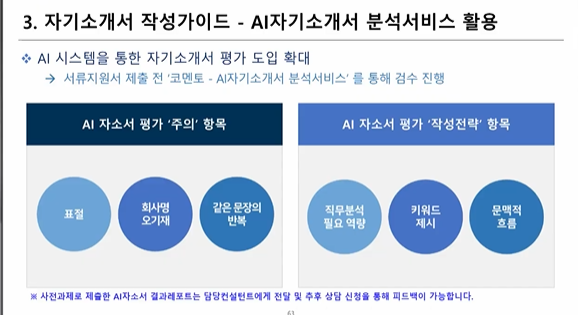 3. 자기소개서 작성가이드 - AI자기소개서 분석서비스 활용
❖ AI 시스템을 통한 자기소개서 평가 도입 확대
→ 서류지원서 제출 전 '코멘토 - AI자기소개서 분석서비스' 를 통해 검수 진행
AI 자소서 평가 '주의' 항목
표절
회사명
오기재
같은 문장의
반복
AI 자소서 평가 '작성전략' 항목
직무분석
필요 역량
키워드
제시
문맥적
흐름
※ 사전과제로 제출한 AI자소서 결과레포트는 담당컨설턴트에게 전달 및 추후 상담 신청을 통해 피드백이 가능합니다.
61